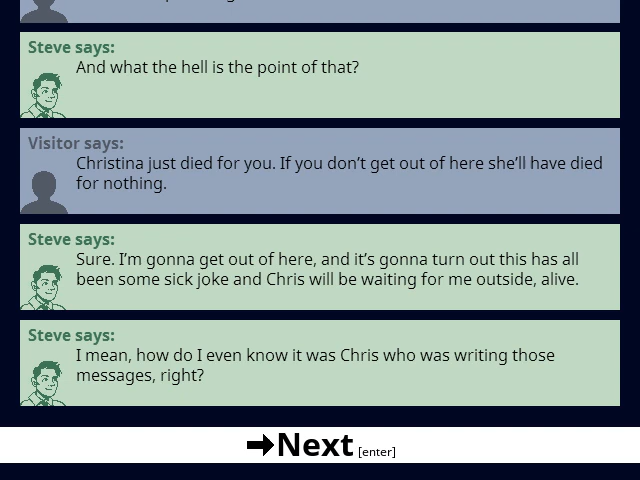 Steve says:
And what the hell is the point of that?
Visitor says:
Christina just died for you. If you don’t get out of here she’ll have died
for nothing.
Steve says:
Sure. I’m gonna get out of here, and it’s gonna turn out this has all
been some sick joke and Chris will be waiting for me outside, alive.
Steve says:
I mean, how do I even know it was Chris who was writing those
messages, right?
➡Next [enter]